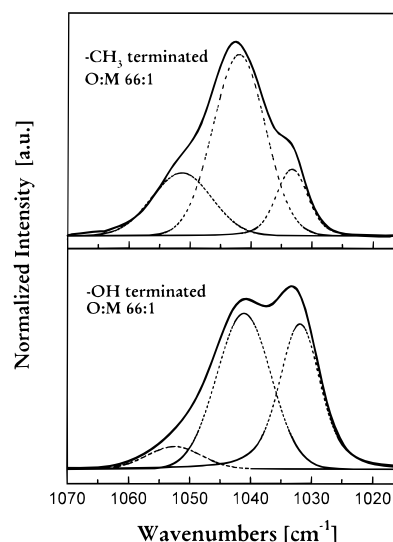 -CH₃ terminated
O:M 66:1
Normalized Intensity [a.u.]
-OH terminated
O:M 66:1
1070 1060 1050 1040 1030 1020
Wavenumbers [cm⁻¹]